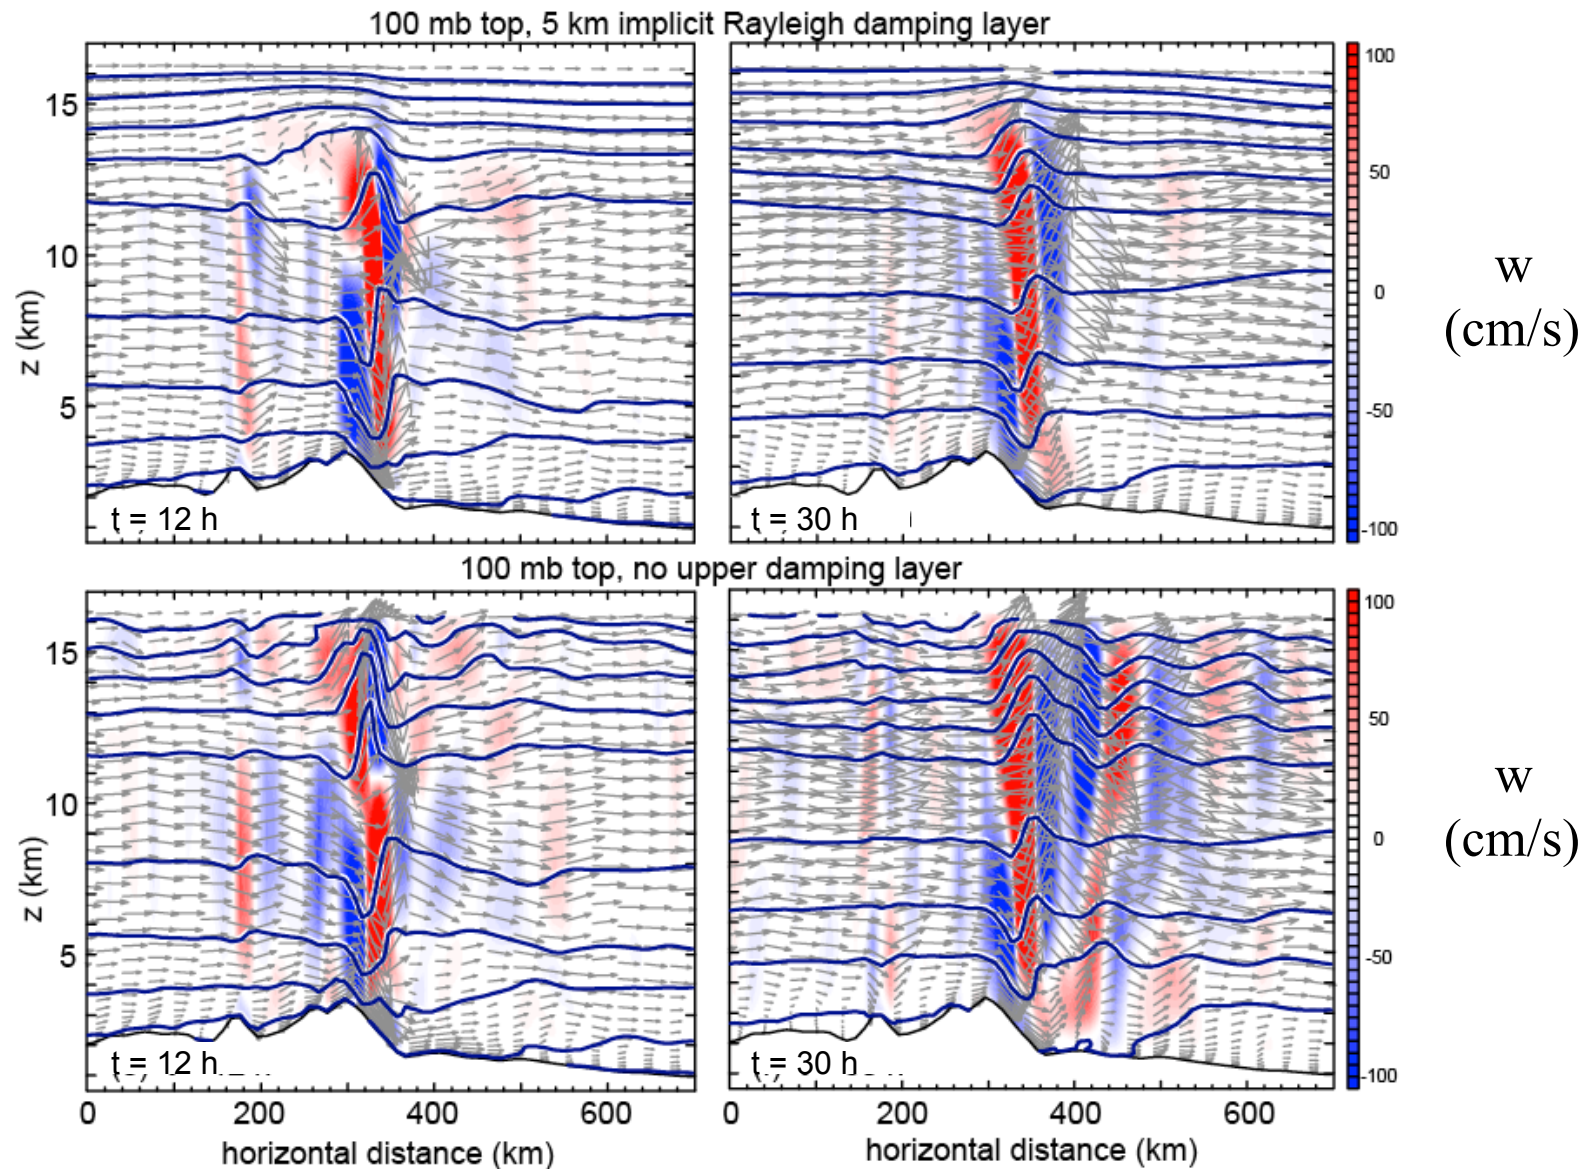 100 mb top, 5 km implicit Rayleigh damping layer
z (km)
15
10
5
t = 12 h
t = 30 h
100
50
0
-50
-100
w
(cm/s)
100 mb top, no upper damping layer
z (km)
15
10
5
t = 12 h
t = 30 h
100
50
0
-50
-100
w
(cm/s)
0 200 400 600
0 200 400 600
horizontal distance (km)
horizontal distance (km)